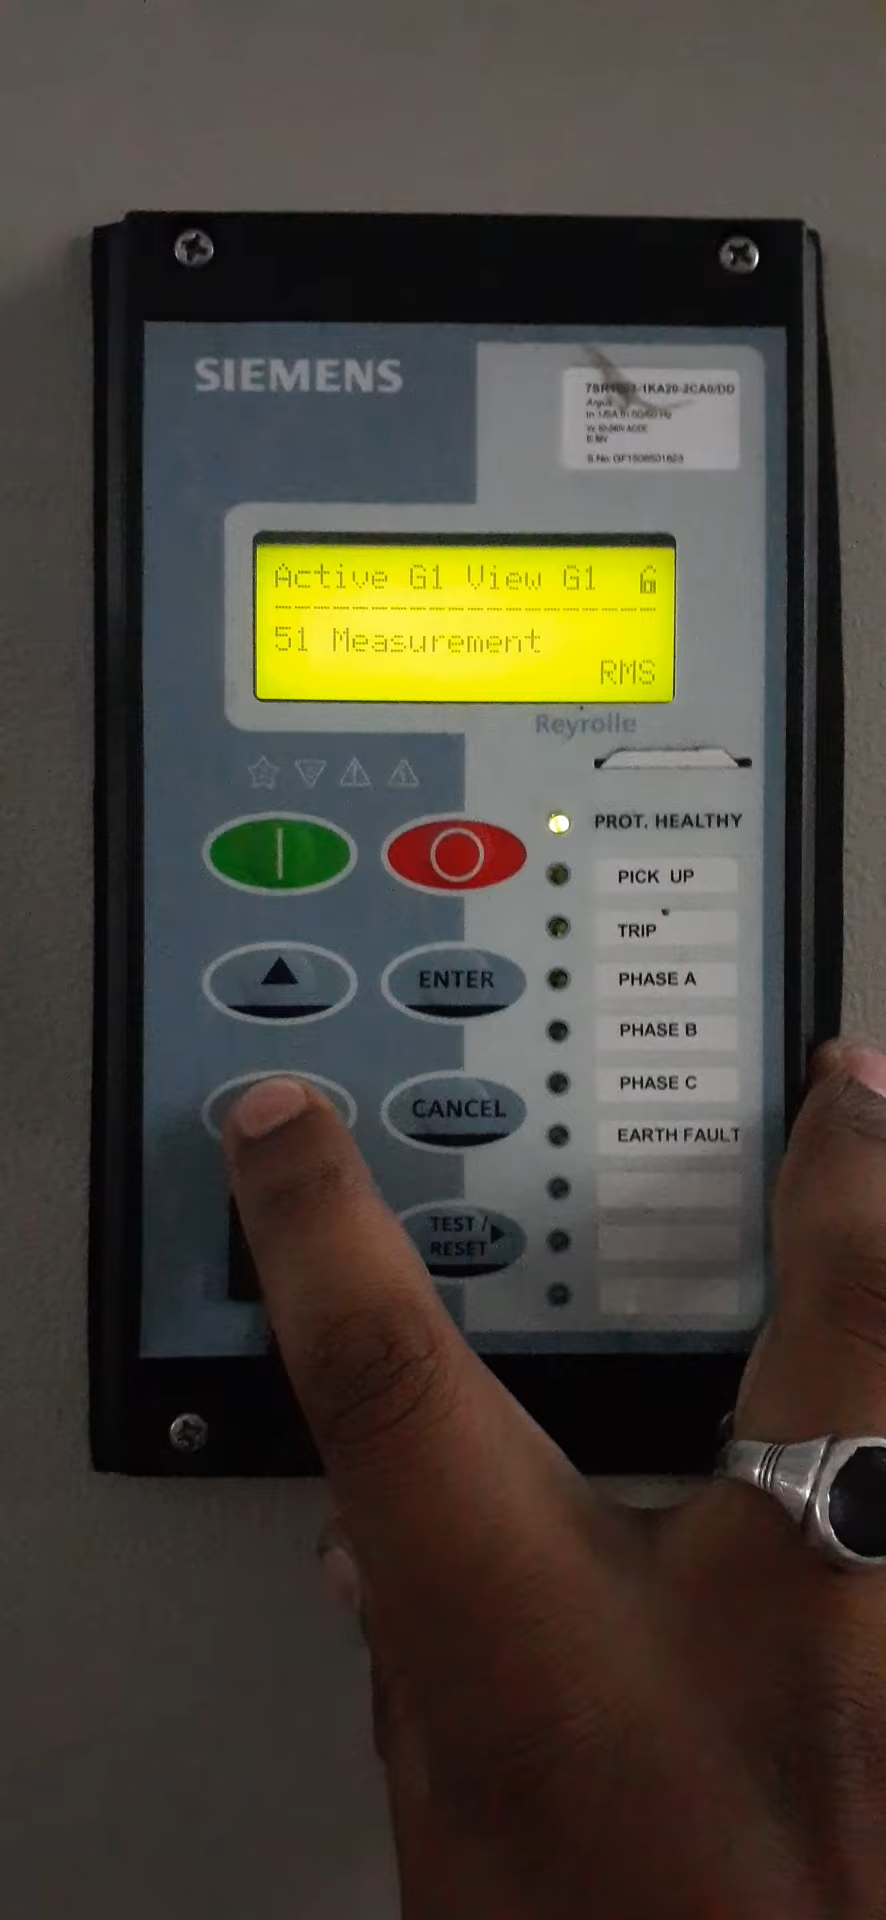 SIEMENS
Argus
Active G1 View G1
51 Measurement
RMS
Reyrolle
PROT. HEALTHY
PICK UP
TRIP
ENTER
PHASE A
PHASE B
PHASE C
CANCEL
EARTH FAULT
TEST /
RESET